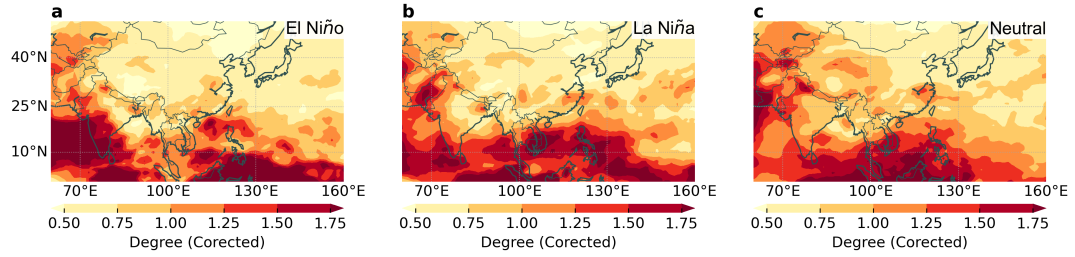 a
El Niño
40°N
25°N
10°N
70°E 100°E 130°E 160°E
0.50 0.75 1.00 1.25 1.50 1.75
Degree (Corected)
b
La Niña
70°E 100°E 130°E 160°E
0.50 0.75 1.00 1.25 1.50 1.75
Degree (Corected)
c
Neutral
70°E 100°E 130°E 160°E
0.50 0.75 1.00 1.25 1.50 1.75
Degree (Corected)